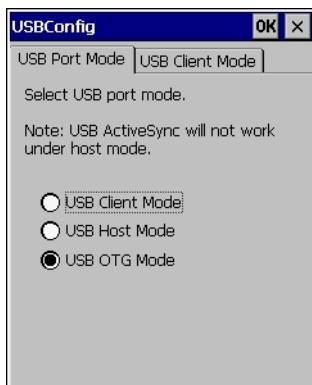 USBConfig OK ×
USB Port Mode USB Client Mode
Select USB port mode.
Note: USB ActiveSync will not work
under host mode.
USB Client Mode
USB Host Mode
USB OTG Mode